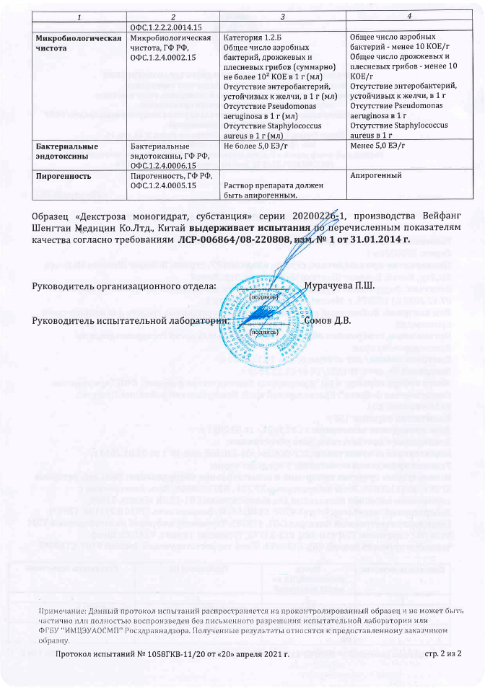 1 2 3 4
ОФС.1.2.2.2.0014.15
Микробиологическая чистота
Микробиологическая чистота, ГФ РФ, ОФС.1.2.4.0002.15
Категория 1.2.Б
Общее число аэробных
бактерий, дрожжевых и
плесневых грибов (суммарно)
не более 10² КОЕ в 1 г (мл)
Отсутствие энтеробактерий,
устойчивых к желчи, в 1 г (мл)
Отсутствие Pseudomonas
aeruginosa в 1 г (мл)
Отсутствие Staphylococcus
aureus в 1 г (мл)
Общее число аэробных
бактерий - менее 10 КОЕ/г
Общее число дрожжевых и
плесневых грибов - менее 10
КОЕ/г
Отсутствие энтеробактерий,
устойчивых к желчи, в 1 г
Отсутствие Pseudomonas
aeruginosa в 1 г
Отсутствие Staphylococcus
aureus в 1 г
Бактериальные
эндотоксины
Бактериальные
эндотоксины, ГФ РФ,
ОФС.1.2.4.0006.15
Не более 5,0 ЕЭ/г
Менее 5,0 ЕЭ/г
Пирогенность
Пирогенность, ГФ РФ,
ОФС.1.2.4.0005.15
Раствор препарата должен
быть апирогенным.
Апирогенный
Образец «Декстроза моногидрат, субстанция» серии 20200226-1, производства Вейфанг
Шенгтаи Медицин Ко.Лтд., Китай выдерживает испытания по перечисленным показателям
качества согласно требованиям ЛСР-006864/08-220808, изм. № 1 от 31.01.2014 г.
Руководитель организационного отдела: Мурачуева П.Ш.
(подпись)
Руководитель испытательной лаборатории: Сомов Д.В.
(подпись)
Примечание: Данный протокол испытаний распространяется на проконтролированный образец и не может быть
частично или полностью воспроизведен без письменного разрешения испытательной лаборатории или
ФГБУ "ИМЦЭУАОСМП" Росздравнадзора. Полученные результаты относятся к предоставленному заказчиком
образцу.
Протокол испытаний № 1058ГКВ-11/20 от «20» апреля 2021 г. стр. 2 из 2